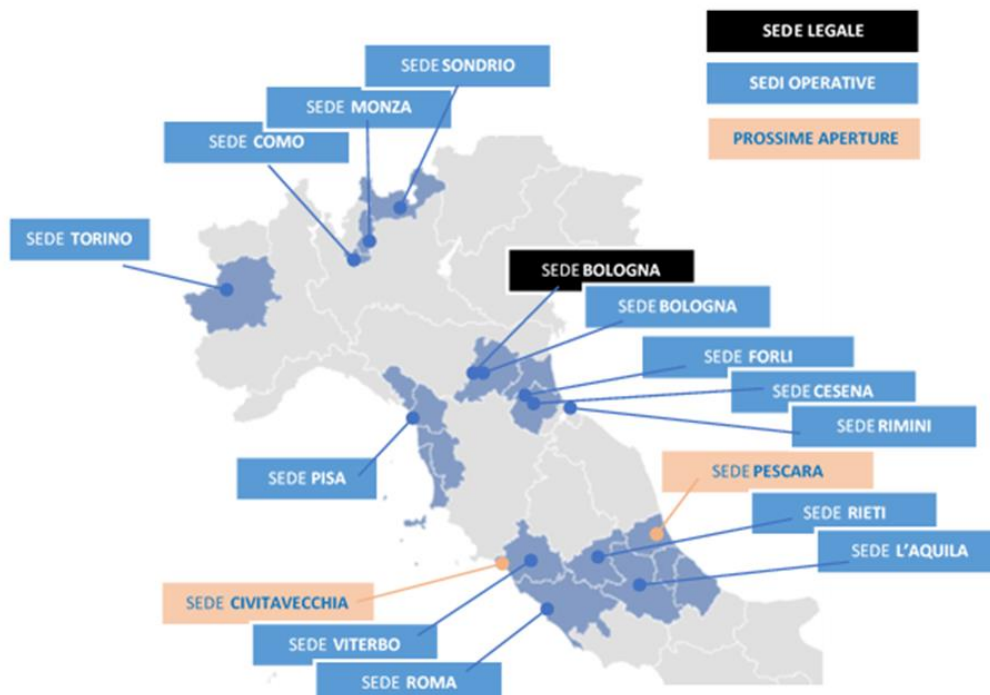 SEDE LEGALE
SEDI OPERATIVE
PROSSIME APERTURE
SEDE SONDRIO
SEDE MONZA
SEDE COMO
SEDE TORINO
SEDE BOLOGNA
SEDE BOLOGNA
SEDE FORLI
SEDE CESENA
SEDE RIMINI
SEDE PISA
SEDE PESCARA
SEDE RIETI
SEDE L'AQUILA
SEDE CIVITAVECCHIA
SEDE VITERBO
SEDE ROMA